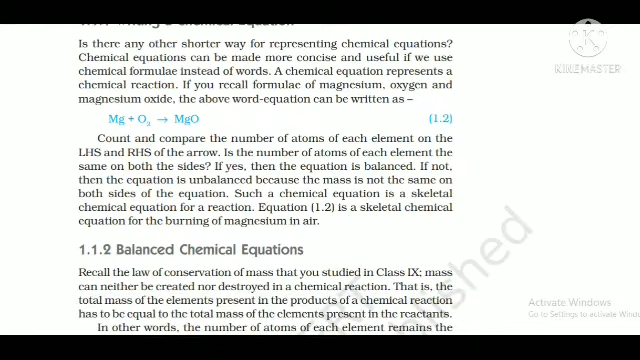 1.1.1 Writing a Chemical Equation
Is there any other shorter way for representing chemical equations?
Chemical equations can be made more concise and useful if we use
chemical formulae instead of words. A chemical equation represents a
chemical reaction. If you recall formulae of magnesium, oxygen and
magnesium oxide, the above word-equation can be written as –
Mg + O₂ → MgO (1.2)
Count and compare the number of atoms of each element on the
LHS and RHS of the arrow. Is the number of atoms of each element the
same on both the sides? If yes, then the equation is balanced. If not,
then the equation is unbalanced because the mass is not the same on
both sides of the equation. Such a chemical equation is a skeletal
chemical equation for a reaction. Equation (1.2) is a skeletal chemical
equation for the burning of magnesium in air.
1.1.2 Balanced Chemical Equations
Recall the law of conservation of mass that you studied in Class IX; mass
can neither be created nor destroyed in a chemical reaction. That is, the
total mass of the elements present in the products of a chemical reaction
has to be equal to the total mass of the elements present in the reactants.
In other words, the number of atoms of each element remains the
K
KINEMASTER
Activate Windows
Go to Settings to activate Windows